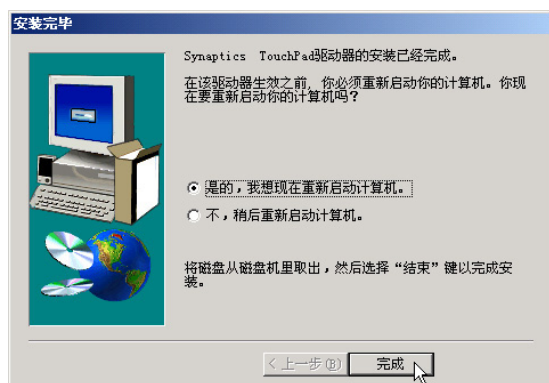 安装完毕
Synaptics TouchPad驱动器的安装已经完成。
在该驱动器生效之前，你必须重新启动你的计算机。你现
在要重新启动你的计算机吗？
是的，我想现在重新启动计算机。
不，稍后重新启动计算机。
将磁盘从磁盘机里取出，然后选择“结束”键以完成安
装。
<上一步(B)
完成